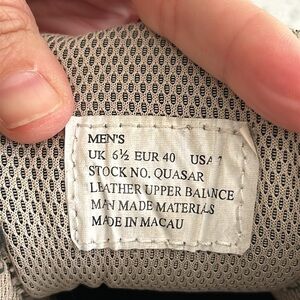 MEN'S
UK 6½ EUR 40 USA 7
STOCK NO. QUASAR
LEATHER UPPER BALANCE
MAN MADE MATERIALS
MADE IN MACAU